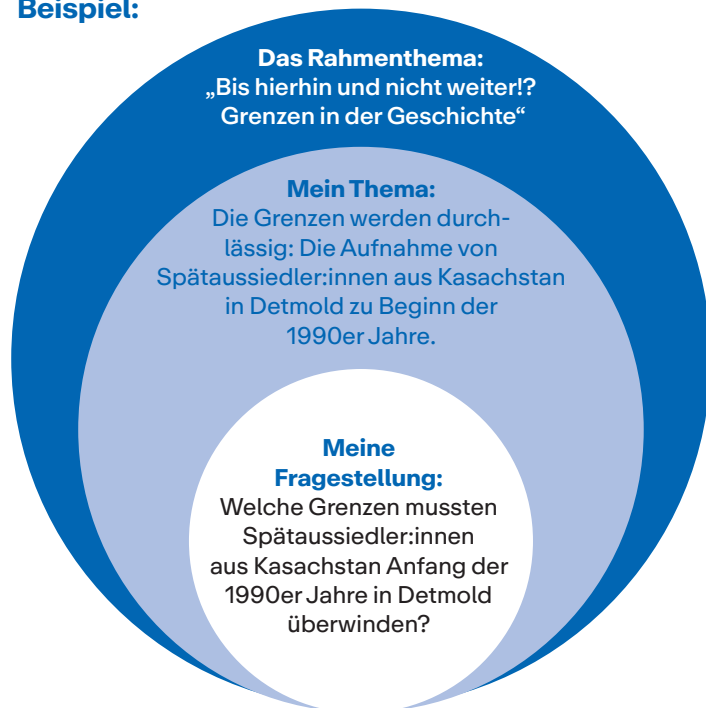 Beispiel:
Das Rahmenthema:
„Bis hierhin und nicht weiter!?
Grenzen in der Geschichte“
Mein Thema:
Die Grenzen werden durch-
lässig: Die Aufnahme von
Spätaussiedler:innen aus Kasachstan
in Detmold zu Beginn der
1990er Jahre.
Meine
Fragestellung:
Welche Grenzen mussten
Spätaussiedler:innen
aus Kasachstan Anfang der
1990er Jahre in Detmold
überwinden?